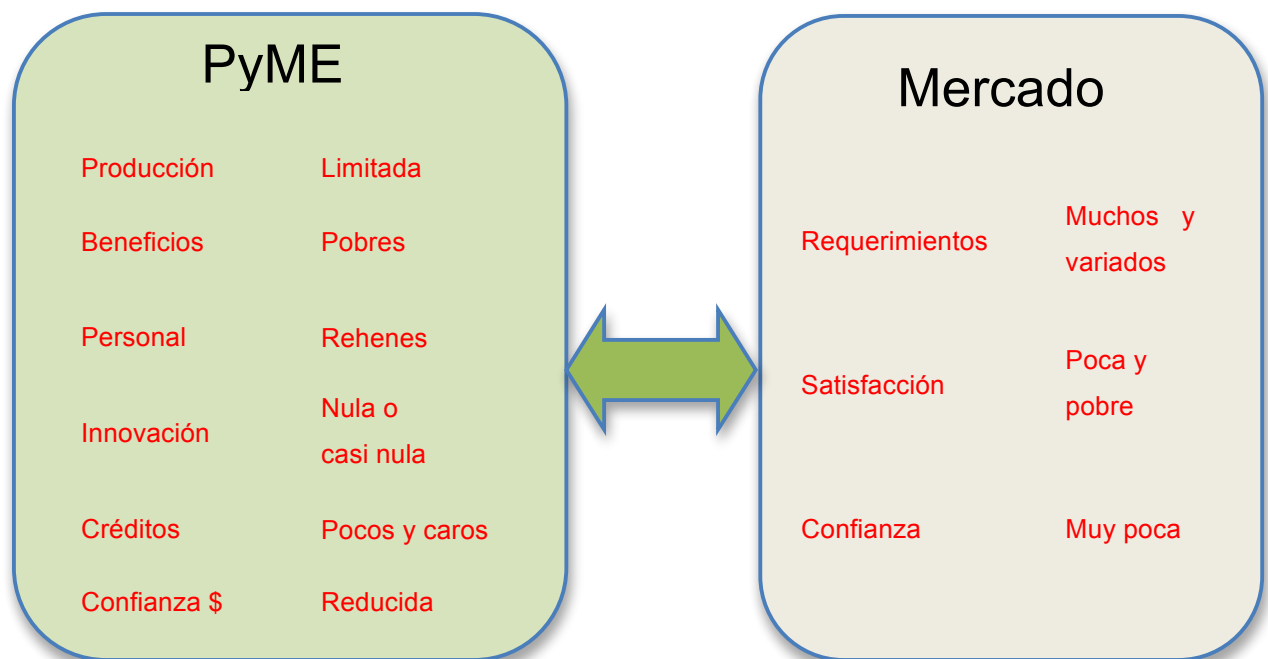 PyME
Producción Limitada
Beneficios Pobres
Personal Rehenes
Innovación Nula o
casi nula
Créditos Pocos y caros
Confianza $ Reducida
Mercado
Requerimientos Muchos y
variados
Satisfacción Poca y
pobre
Confianza Muy poca